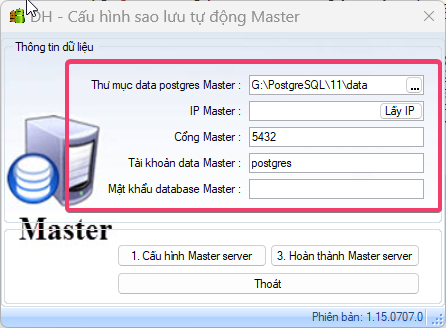 DH - Cấu hình sao lưu tự động Master
Thông tin dữ liệu
Thư mục data postgres Master : G:\PostgreSQL\11\data ...
IP Master : Lấy IP
Cổng Master : 5432
Tài khoản data Master : postgres
Mật khẩu database Master :
Master
1. Cấu hình Master server 3. Hoàn thành Master server
Thoát
Phiên bản: 1.15.0707.0